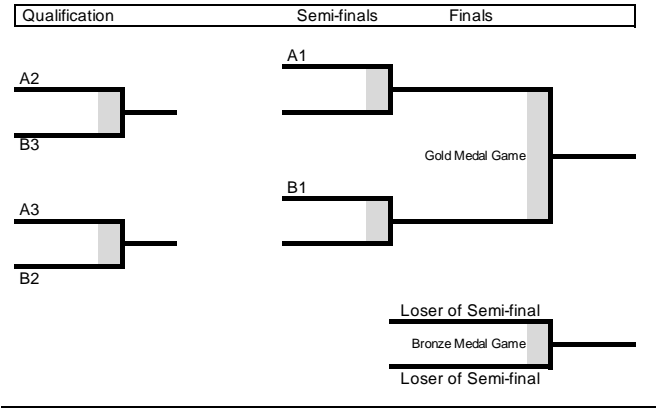 Qualification Semi-finals Finals
A1
A2
B3
Gold Medal Game
B1
A3
B2
Loser of Semi-final
Bronze Medal Game
Loser of Semi-final